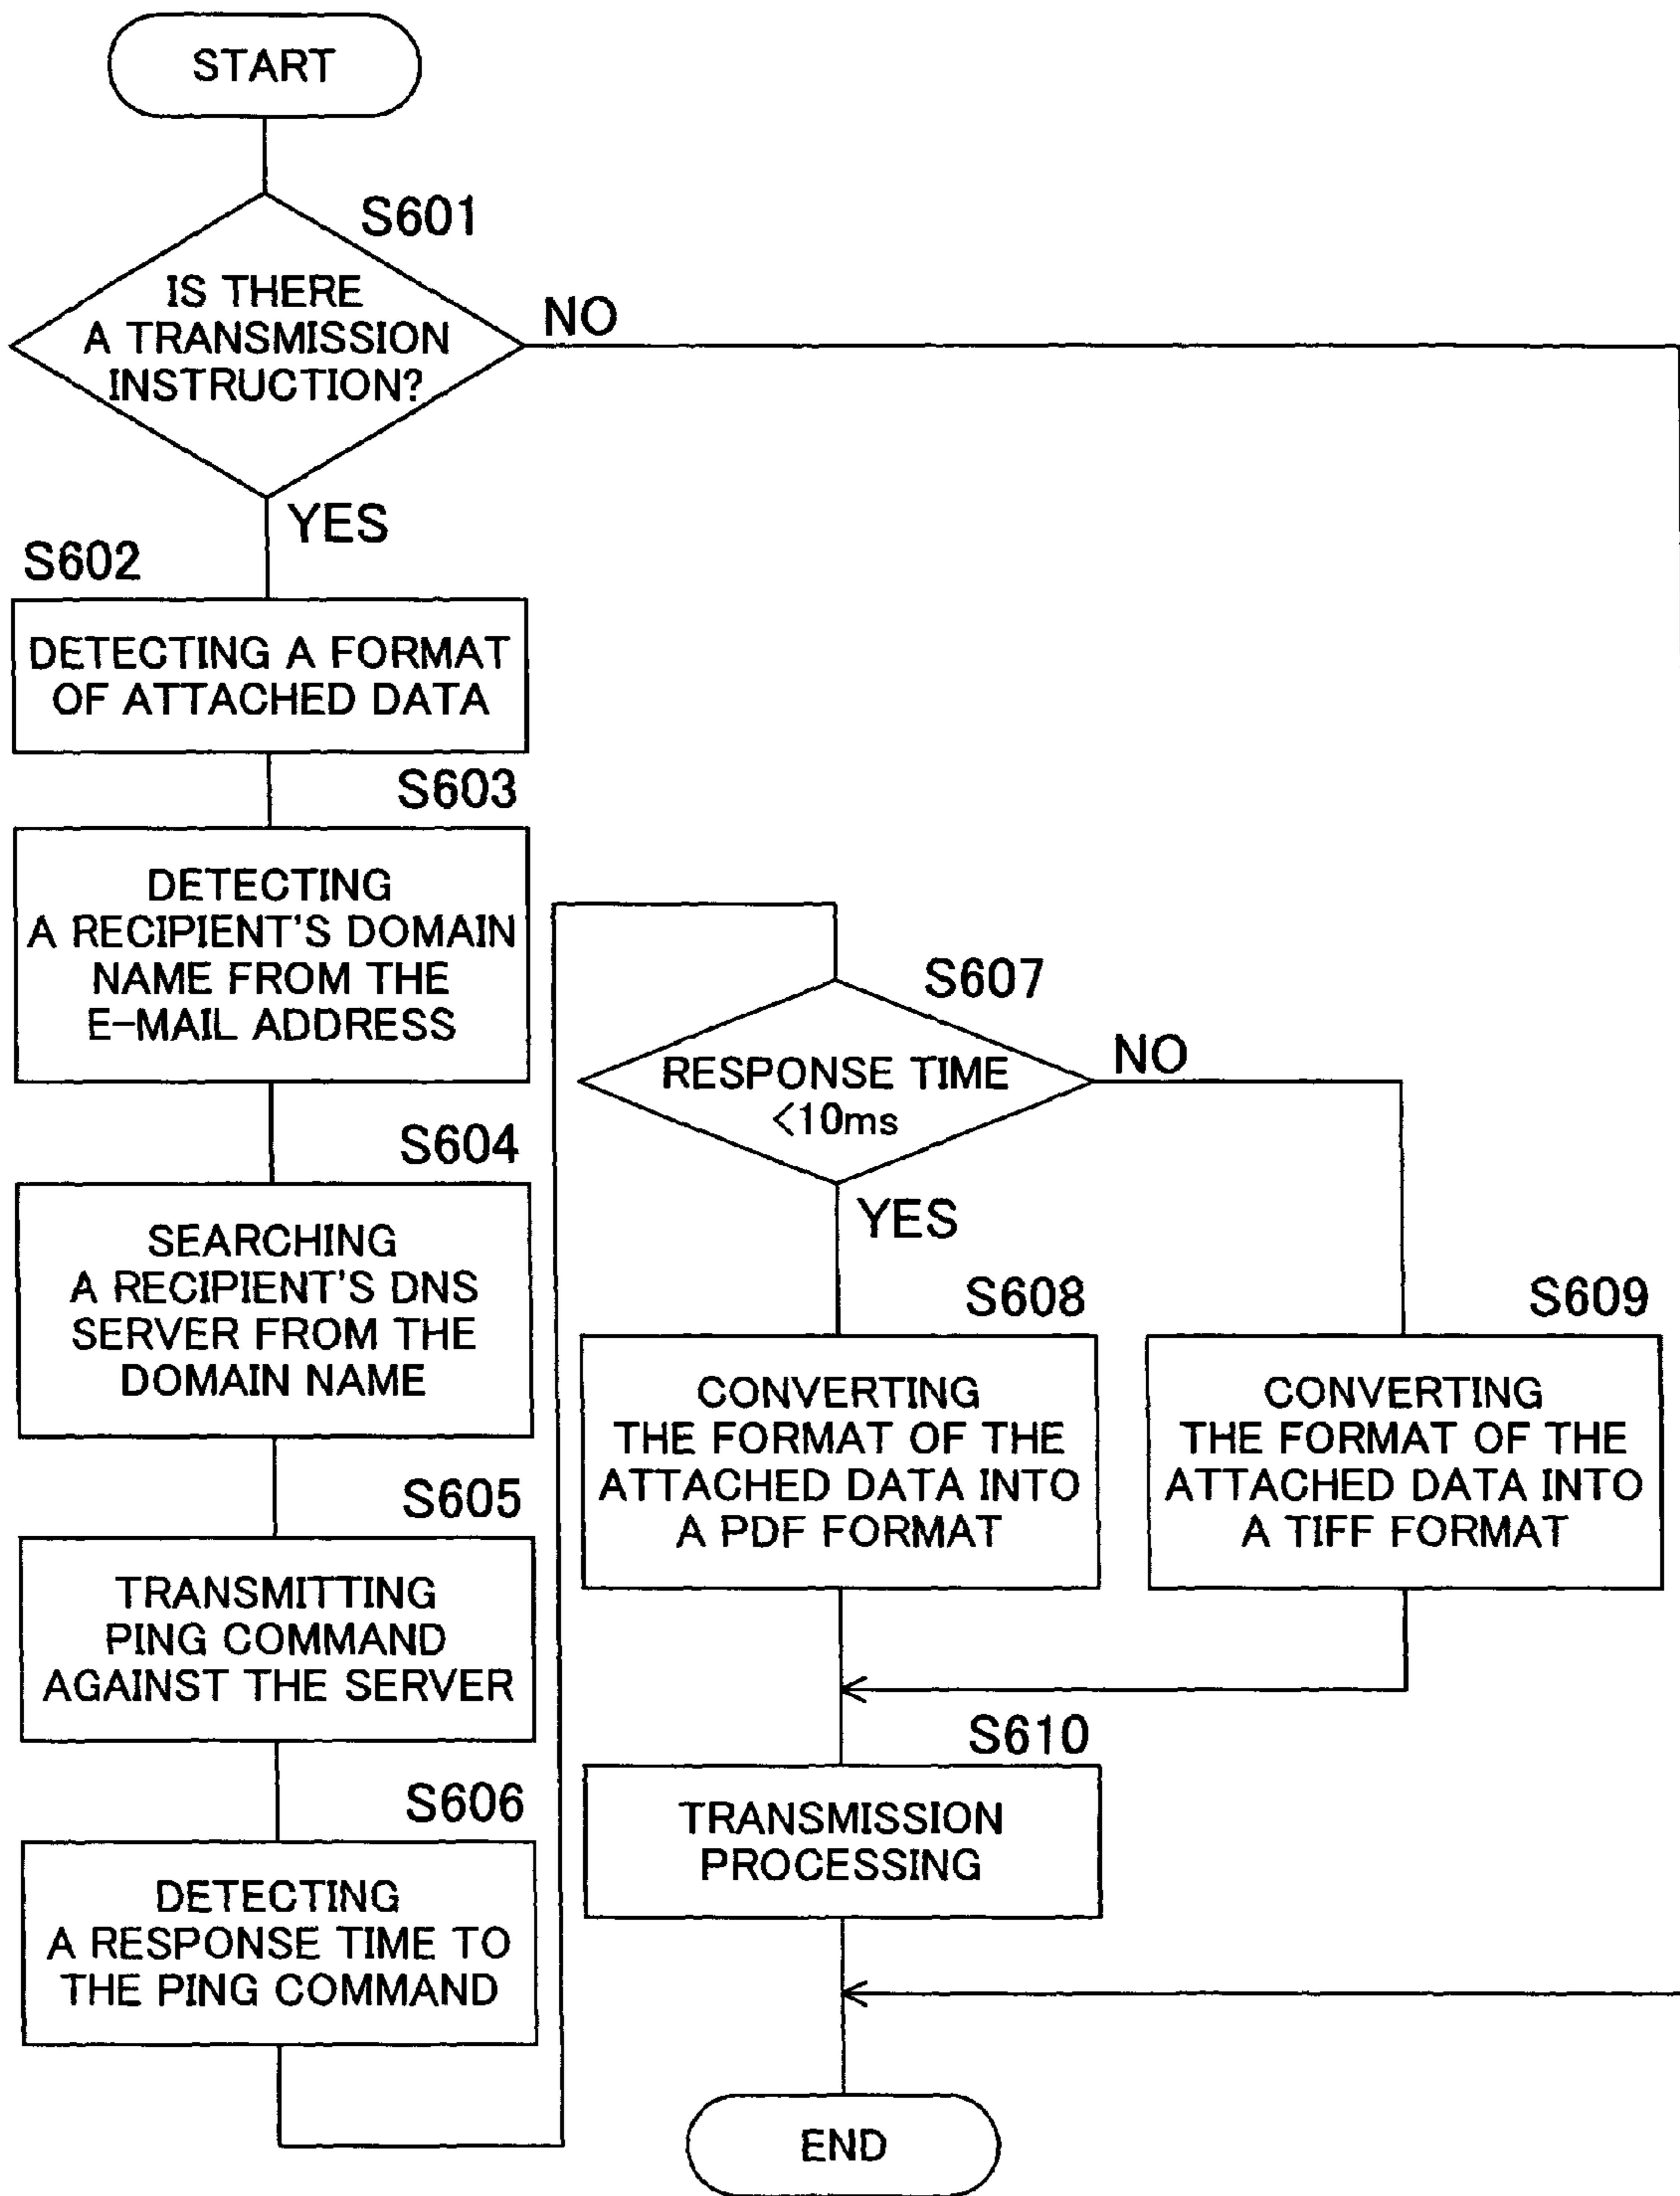 START
S601
IS THERE
A TRANSMISSION
INSTRUCTION?
NO
YES
S602
DETECTING A FORMAT
OF ATTACHED DATA
S603
DETECTING
A RECIPIENT'S DOMAIN
NAME FROM THE
E-MAIL ADDRESS
S604
SEARCHING
A RECIPIENT'S DNS
SERVER FROM THE
DOMAIN NAME
S605
TRANSMITTING
PING COMMAND
AGAINST THE SERVER
S606
DETECTING
A RESPONSE TIME TO
THE PING COMMAND
S607
RESPONSE TIME
<10ms
NO
YES
S608
CONVERTING
THE FORMAT OF THE
ATTACHED DATA INTO
A PDF FORMAT
S609
CONVERTING
THE FORMAT OF THE
ATTACHED DATA INTO
A TIFF FORMAT
S610
TRANSMISSION
PROCESSING
END